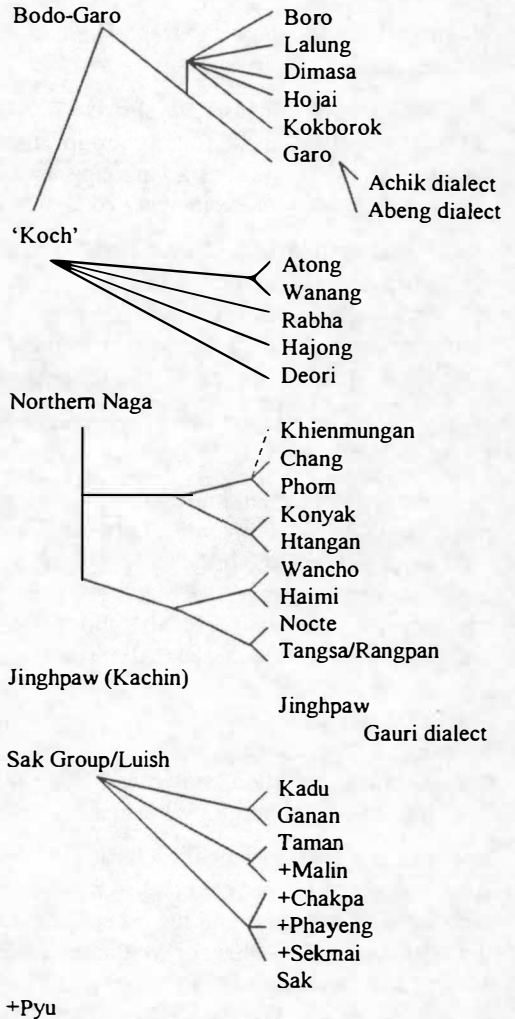 Bodo-Garo
Boro
Lalung
Dimasa
Hojai
Kokborok
Garo
Achik dialect
Abeng dialect
'Koch'
Atong
Wanang
Rabha
Hajong
Deori
Northern Naga
Khienmungan
Chang
Phom
Konyak
Htangan
Wancho
Haimi
Nocte
Tangsa/Rangpan
Jinghpaw (Kachin)
Jinghpaw
Gauri dialect
Sak Group/Luish
Kadu
Ganan
Taman
+Malin
+Chakpa
+Phayeng
+Sekmai
Sak
+Pyu